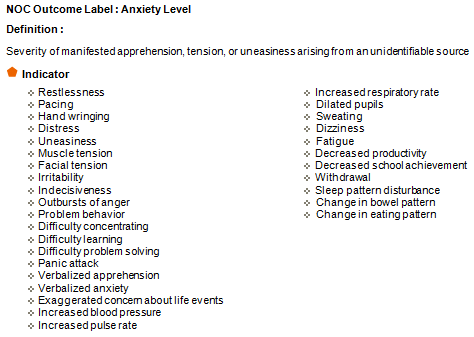 NOC Outcome Label : Anxiety Level
Definition :
Severity of manifested apprehension, tension, or uneasiness arising from an unidentifiable source
Indicator
Restlessness
Pacing
Hand wringing
Distress
Uneasiness
Muscle tension
Facial tension
Irritability
Indecisiveness
Outbursts of anger
Problem behavior
Difficulty concentrating
Difficulty learning
Difficulty problem solving
Panic attack
Verbalized apprehension
Verbalized anxiety
Exaggerated concern about life events
Increased blood pressure
Increased pulse rate
Increased respiratory rate
Dilated pupils
Sweating
Dizziness
Fatigue
Decreased productivity
Decreased school achievement
Withdrawal
Sleep pattern disturbance
Change in bowel pattern
Change in eating pattern